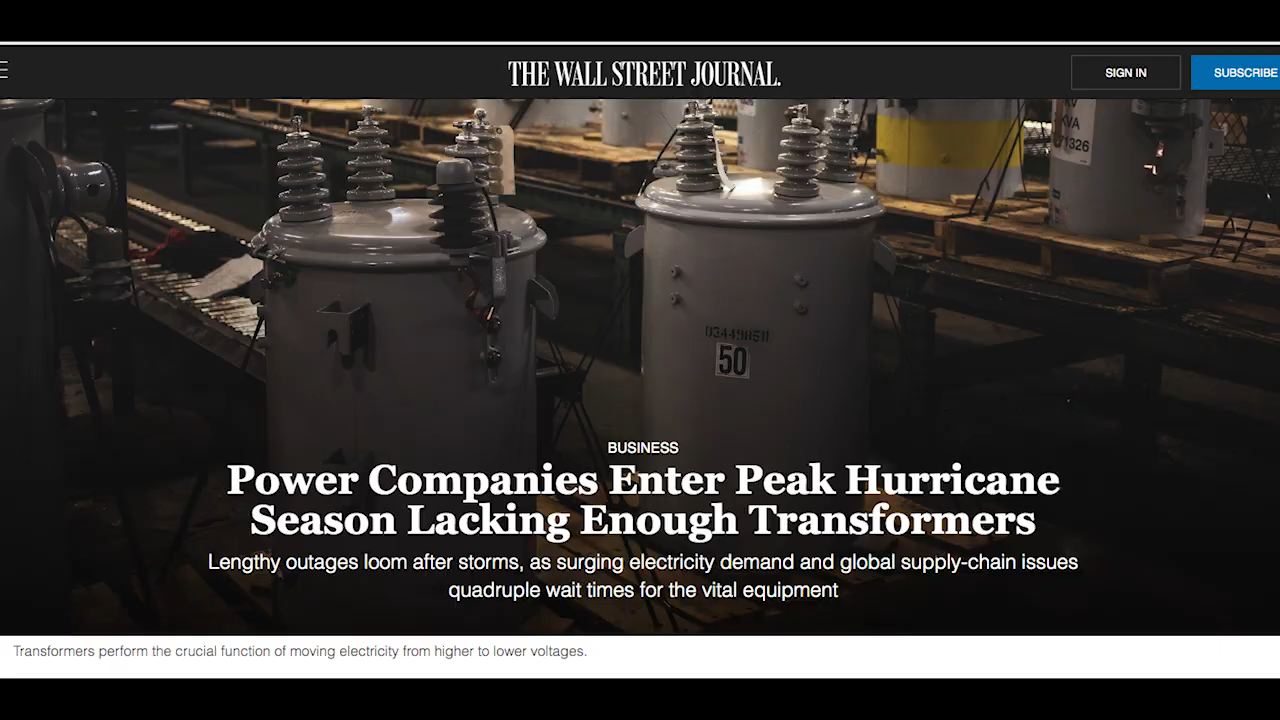 THE WALL STREET JOURNAL.
SIGN IN
SUBSCRIBE
KVA
1326
50
BUSINESS
Power Companies Enter Peak Hurricane
Season Lacking Enough Transformers
Lengthy outages loom after storms, as surging electricity demand and global supply-chain issues
quadruple wait times for the vital equipment
Transformers perform the crucial function of moving electricity from higher to lower voltages.